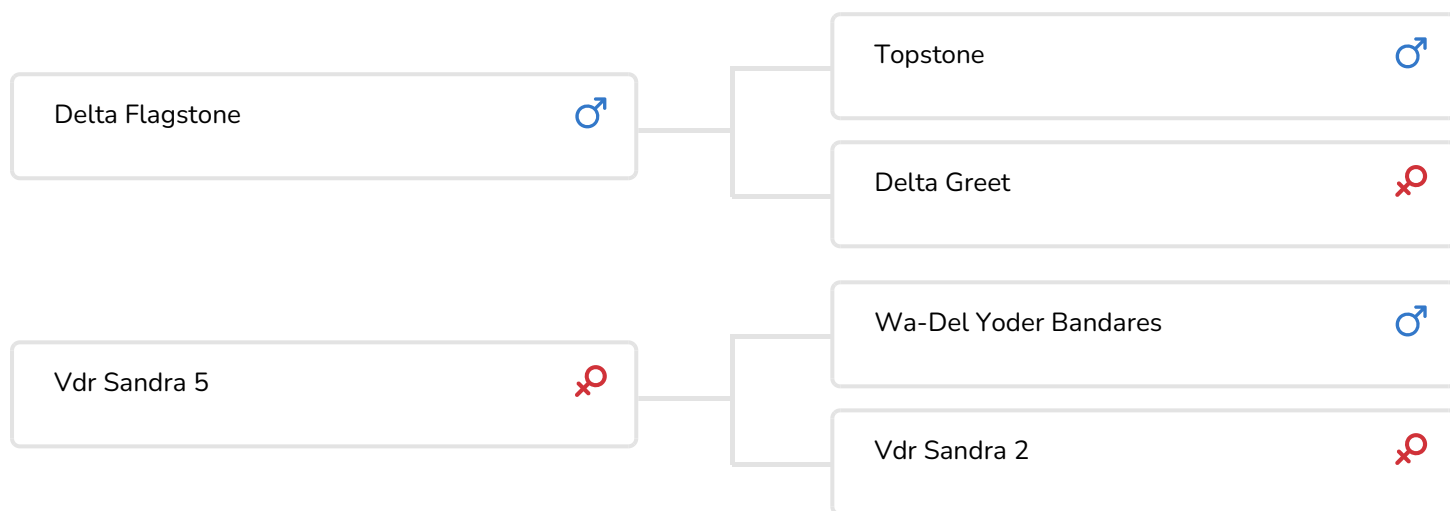 Topstone
Delta Flagstone
Delta Greet
Wa-Del Yoder Bandares
Vdr Sandra 5
Vdr Sandra 2